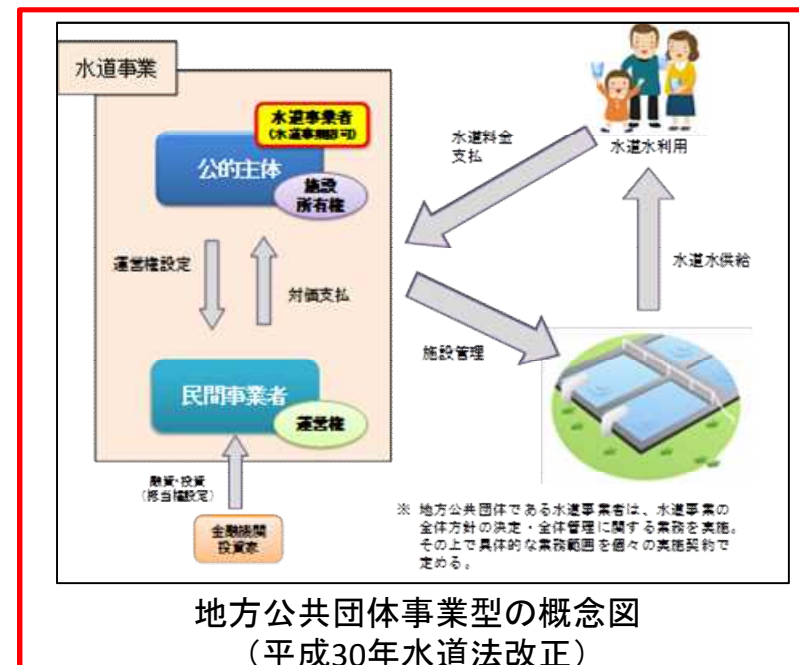 水道事業
水道事業者
(水道事業認可)
公的主体
施設
所有権
運営権設定
対価支払
民間事業者
運営権
融資・投資
(抵当権設定)
金融機関
投資家
水道料金
支払
水道水利用
水道水供給
施設管理
※ 地方公共団体である水道事業者は、水道事業の
全体方針の決定・全体管理に関する業務を実施。
その上で具体的な業務範囲を個々の実施契約で
定める。
地方公共団体事業型の概念図
(平成30年水道法改正)